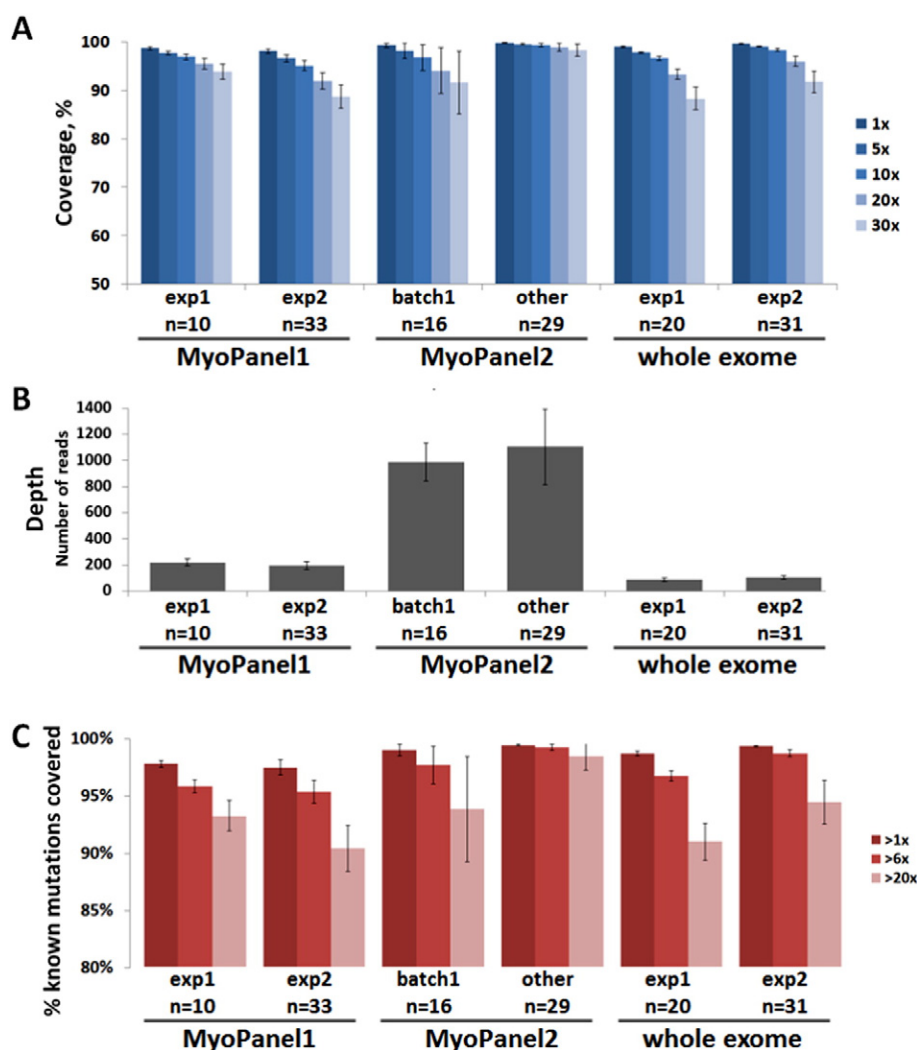 A
Coverage, %
100
90
80
70
60
50
1x
5x
10x
20x
30x
exp1 exp2 batch1 other exp1 exp2
n=10 n=33 n=16 n=29 n=20 n=31
MyoPanel1 MyoPanel2 whole exome
B
Depth
Number of reads
1400
1200
1000
800
600
400
200
0
exp1 exp2 batch1 other exp1 exp2
n=10 n=33 n=16 n=29 n=20 n=31
MyoPanel1 MyoPanel2 whole exome
C
% known mutations covered
100%
95%
90%
85%
80%
>1x
>6x
>20x
exp1 exp2 batch1 other exp1 exp2
n=10 n=33 n=16 n=29 n=20 n=31
MyoPanel1 MyoPanel2 whole exome